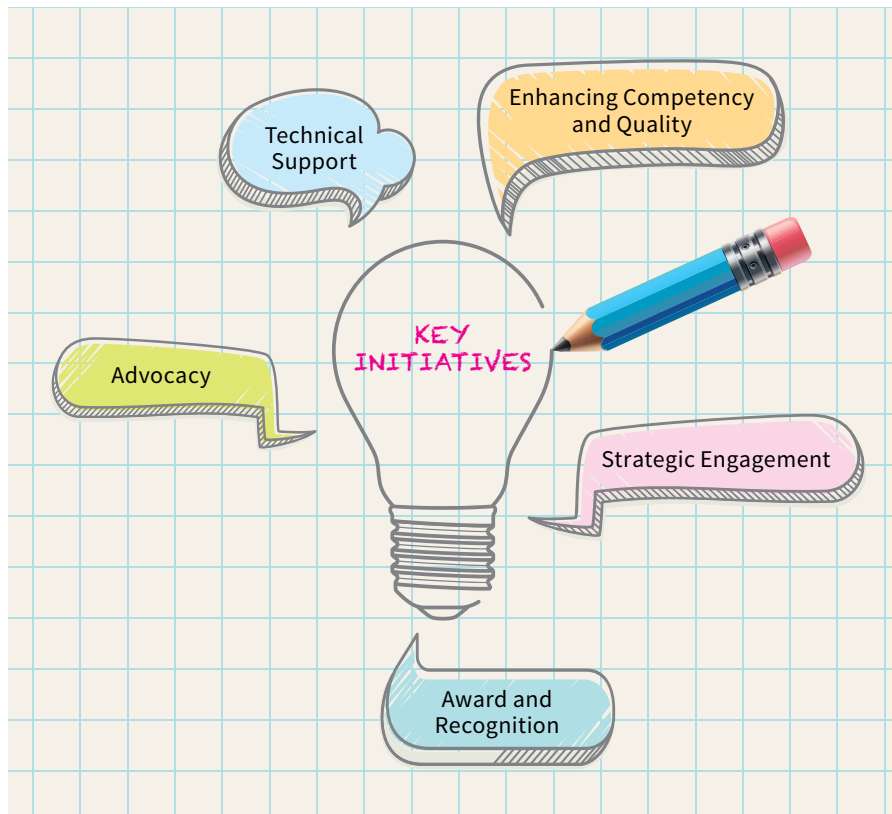 Enhancing Competency
and Quality
Technical
Support
KEY
INITIATIVES
Advocacy
Strategic Engagement
Award and
Recognition